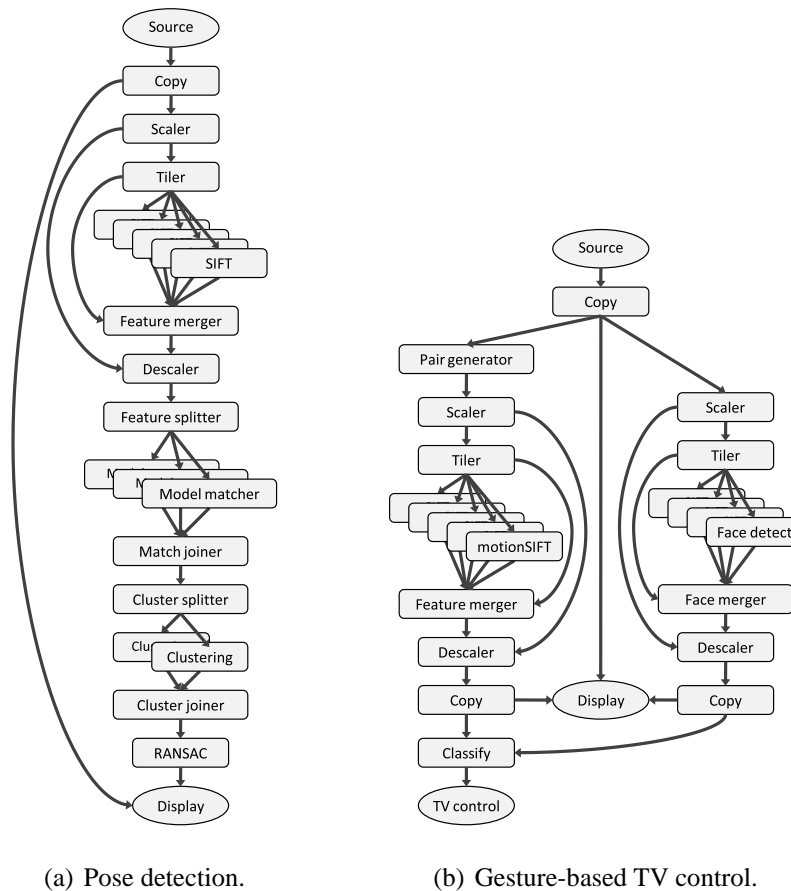 Source
Copy
Scaler
Tiler
SIFT
Feature merger
Descaler
Feature splitter
Model matcher
Match joiner
Cluster splitter
Clustering
Cluster joiner
RANSAC
Display
(a) Pose detection.
Source
Copy
Pair generator
Scaler
Tiler
motionSIFT
Feature merger
Descaler
Copy
Classify
TV control
Display
Scaler
Tiler
Face detect
Face merger
Descaler
Copy
(b) Gesture-based TV control.